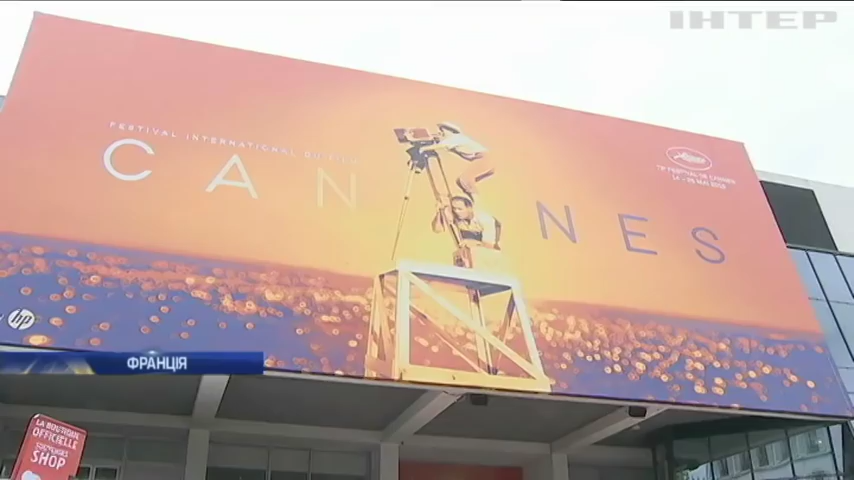 ІНТЕР
FESTIVAL INTERNATIONAL DU FILM
CANNES
72e FESTIVAL DE CANNES
14 - 25 MAI 2019
hp
ФРАНЦІЯ
LA BOUTIQUE
OFFICIELLE
SHOP